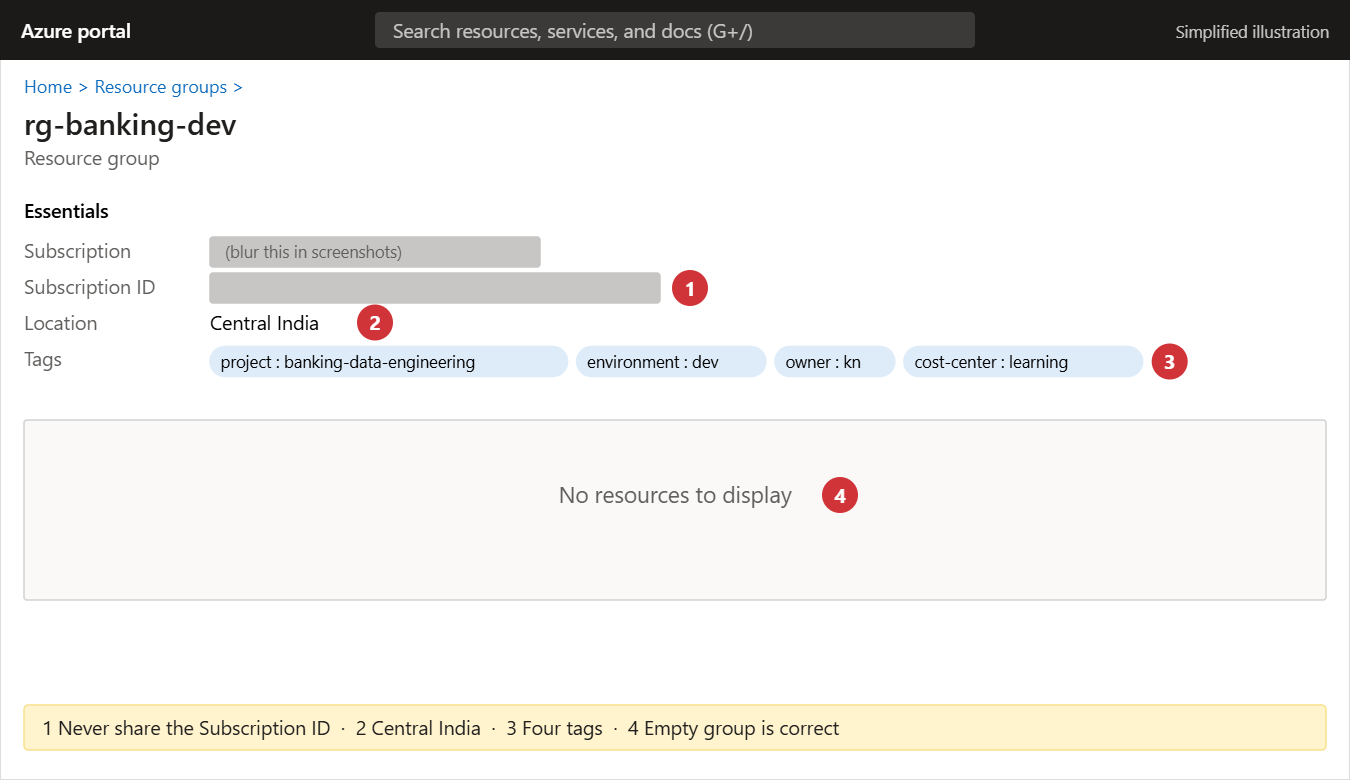 Azure portal
Search resources, services, and docs (G+/)
Simplified illustration
Home > Resource groups >
rg-banking-dev
Resource group
Essentials
Subscription (blur this in screenshots)
Subscription ID 1
Location Central India 2
Tags project : banking-data-engineering environment : dev owner : kn cost-center : learning 3
No resources to display 4
1 Never share the Subscription ID · 2 Central India · 3 Four tags · 4 Empty group is correct